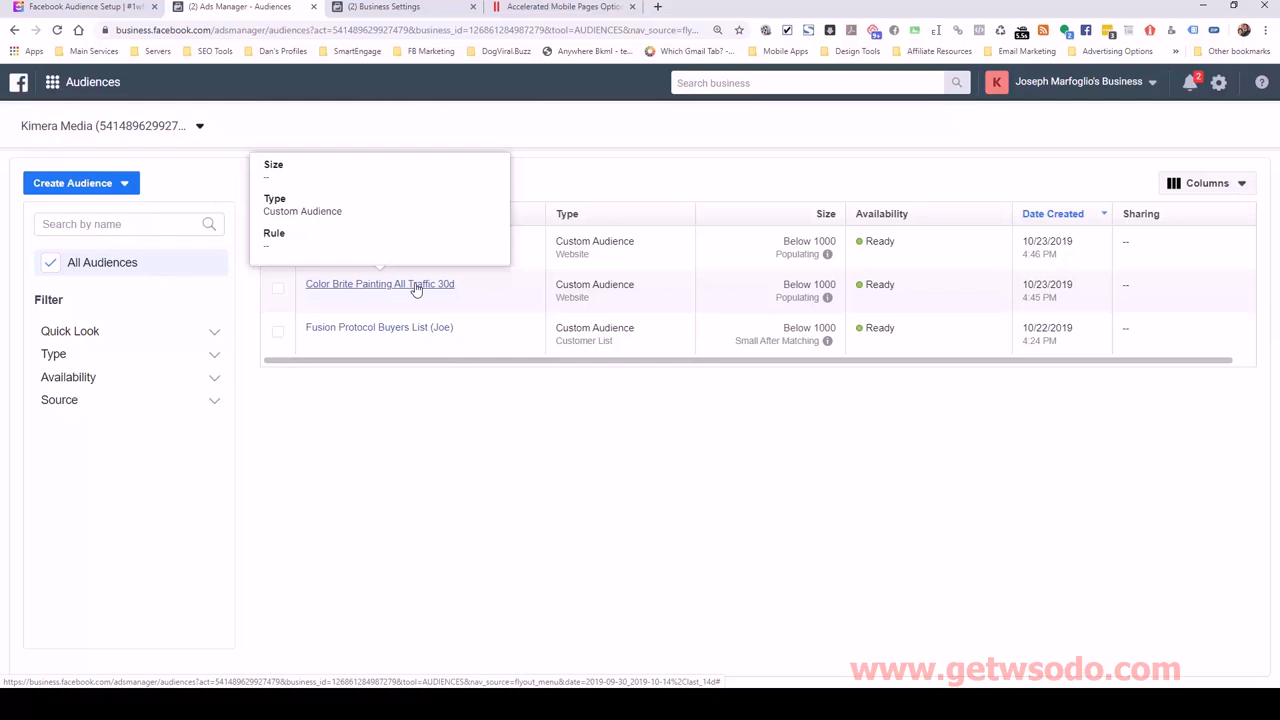 Facebook Audience Setup | #1wf
(2) Ads Manager - Audiences
(2) Business Settings
Accelerated Mobile Pages Optio
business.facebook.com/adsmanager/audiences?act=541489629927479&business_id=126861284987279&tool=AUDIENCES&nav_source=fly...
Apps
Main Services
Servers
SEO Tools
Dan's Profiles
SmartEngage
FB Marketing
DogViral.Buzz
Anywhere Bkml - te...
Which Gmail Tab? -...
Mobile Apps
Design Tools
Affiliate Resources
Email Marketing
Advertising Options
»
Other bookmarks
Audiences
Search business
K
Joseph Marfoglio's Business
2
Kimera Media (541489629927...
Create Audience
Columns
Search by name
All Audiences
Filter
Quick Look
Type
Availability
Source
Size
--
Type
Custom Audience
Rule
--
Type
Size
Availability
Date Created
Sharing
Custom Audience
Website
Below 1000
Populating
Ready
10/23/2019
4:46 PM
--
Color Brite Painting All Traffic 30d
Custom Audience
Website
Below 1000
Populating
Ready
10/23/2019
4:45 PM
--
Fusion Protocol Buyers List (Joe)
Custom Audience
Customer List
Below 1000
Small After Matching
Ready
10/22/2019
4:24 PM
--
www.getwsodo.com
https://business.facebook.com/adsmanager/audiences?act=541489629927479&business_id=126861284987279&tool=AUDIENCES&nav_source=flyout_menu&date=2019-09-30_2019-10-14%2Clast_14d#